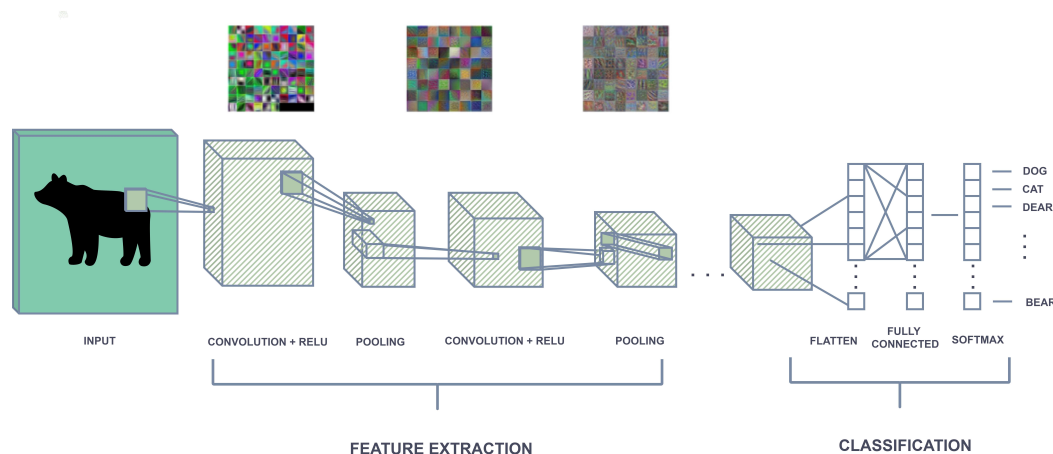 DOG
CAT
DEAR
BEAR
INPUT
CONVOLUTION + RELU
POOLING
CONVOLUTION + RELU
POOLING
FLATTEN
FULLY
CONNECTED
SOFTMAX
FEATURE EXTRACTION
CLASSIFICATION